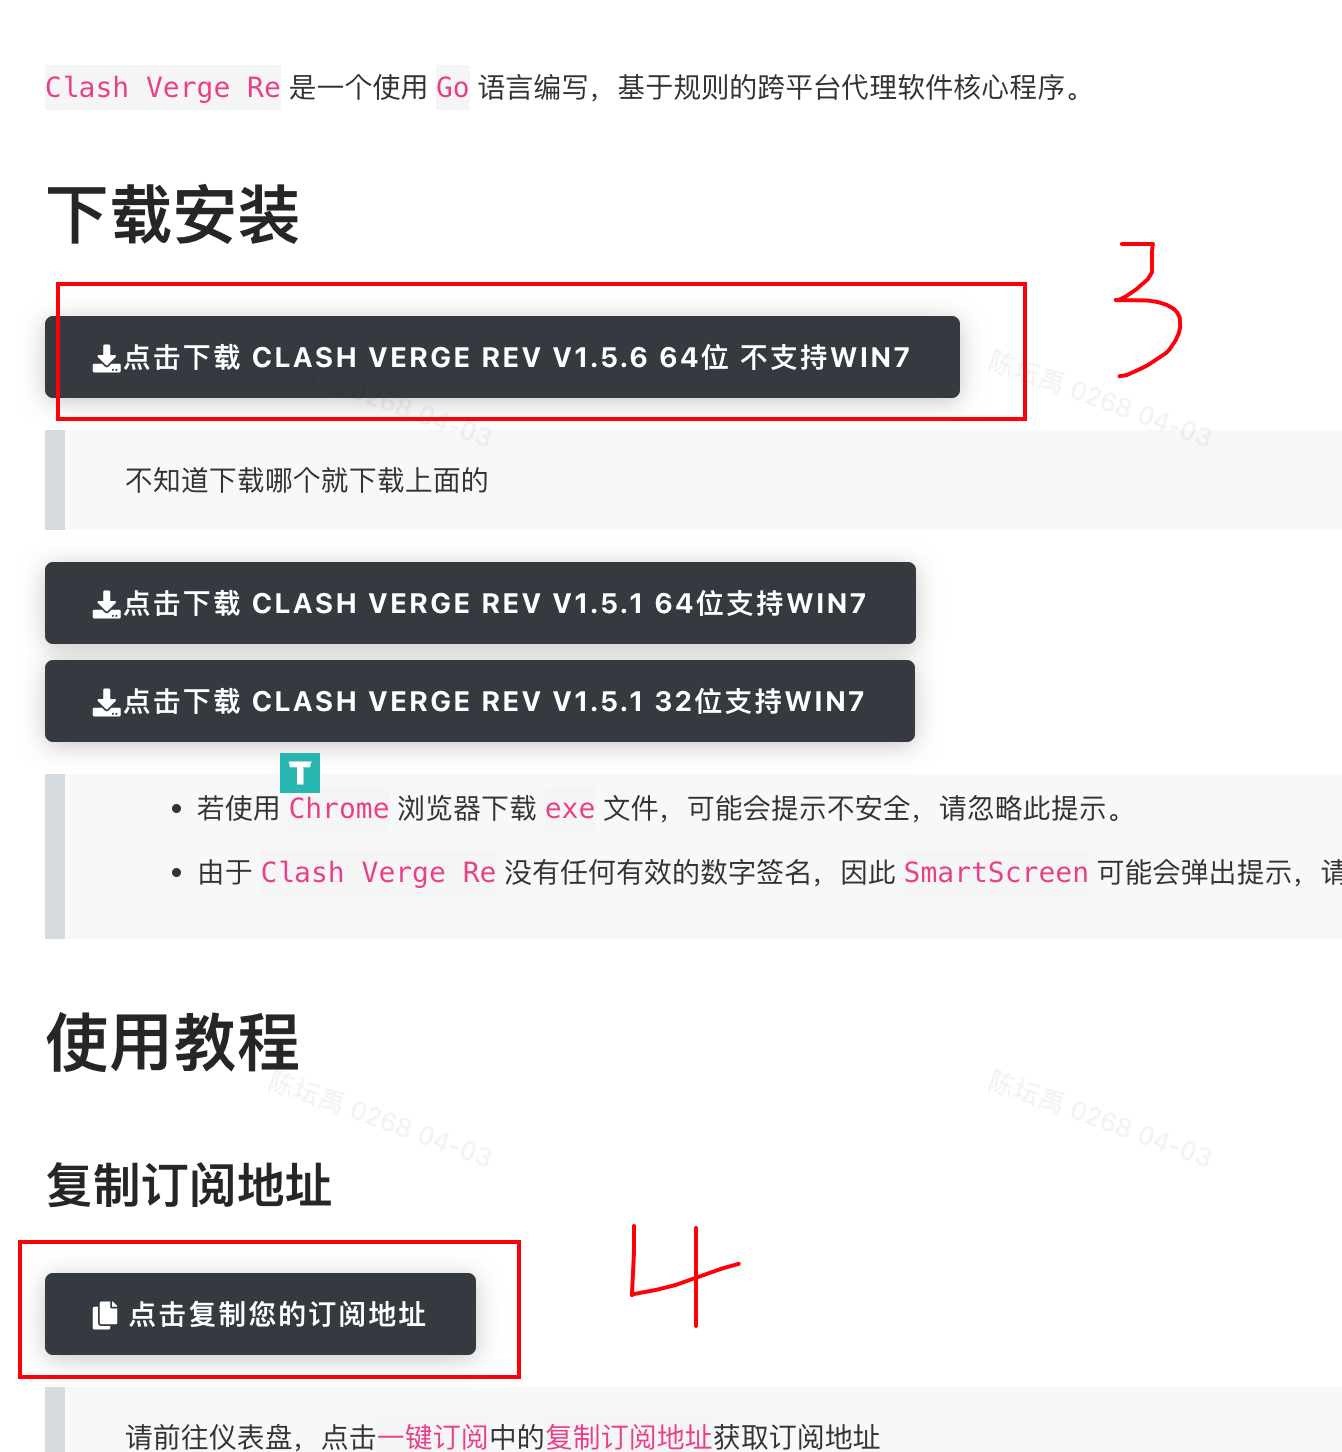 Clash Verge Re 是一个使用 Go 语言编写，基于规则的跨平台代理软件核心程序。
下载安装
3
点击下载 CLASH VERGE REV V1.5.6 64位 不支持WIN7
陈坛禹 0268 04-03
0268 04-03
不知道下载哪个就下载上面的
点击下载 CLASH VERGE REV V1.5.1 64位支持WIN7
点击下载 CLASH VERGE REV V1.5.1 32位支持WIN7
T
若使用 Chrome 浏览器下载 exe 文件，可能会提示不安全，请忽略此提示。
由于 Clash Verge Re 没有任何有效的数字签名，因此 SmartScreen 可能会弹出提示，请
使用教程
陈坛禹 0268 04-03
陈坛禹 0268 04-03
复制订阅地址
4
点击复制您的订阅地址
请前往仪表盘，点击一键订阅中的复制订阅地址获取订阅地址